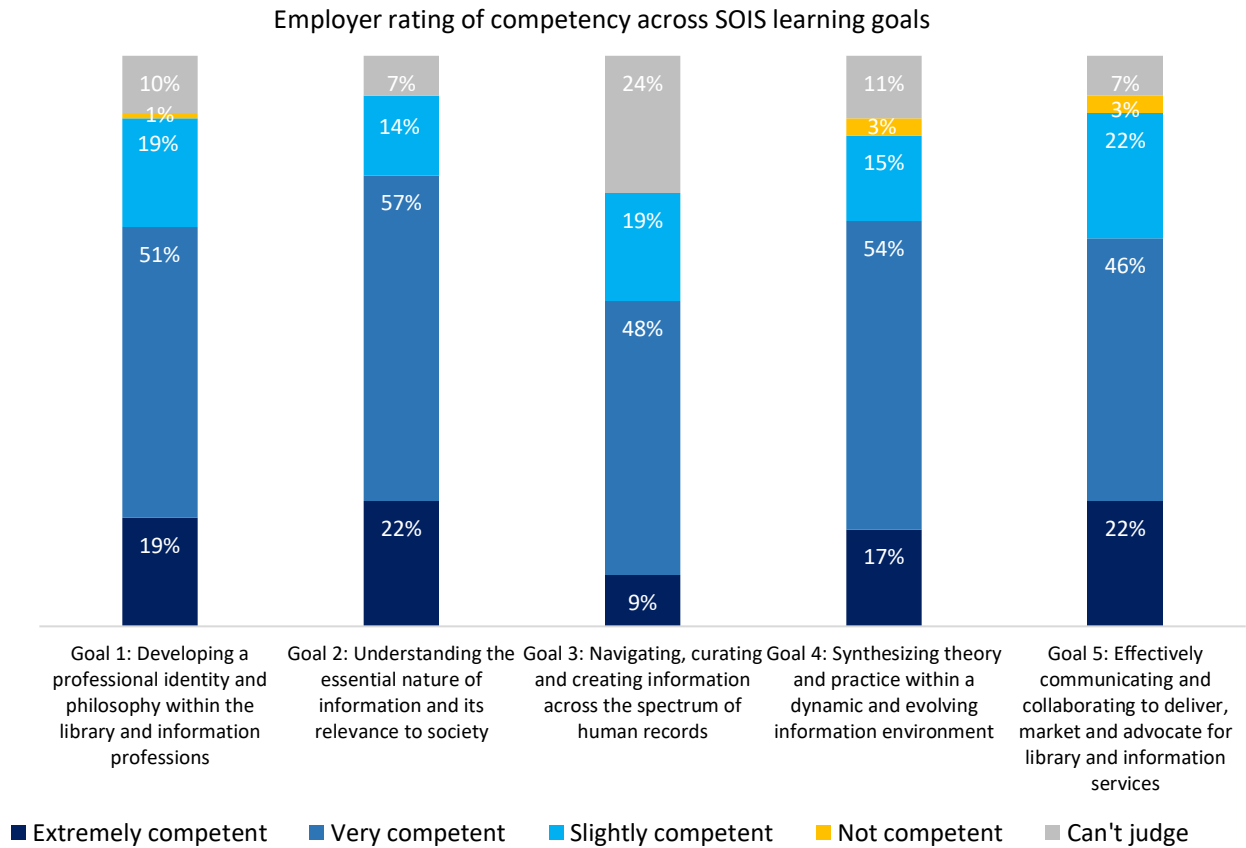 Employer rating of competency across SOIS learning goals
10%
1%
19%
51%
19%
7%
14%
57%
22%
24%
19%
48%
9%
11%
3%
15%
54%
17%
7%
3%
22%
46%
22%
Goal 1: Developing a
professional identity and
philosophy within the
library and information
professions
Goal 2: Understanding the
essential nature of
information and its
relevance to society
Goal 3: Navigating, curating
and creating information
across the spectrum of
human records
Goal 4: Synthesizing theory
and practice within a
dynamic and evolving
information environment
Goal 5: Effectively
communicating and
collaborating to deliver,
market and advocate for
library and information
services
Extremely competent
Very competent
Slightly competent
Not competent
Can't judge